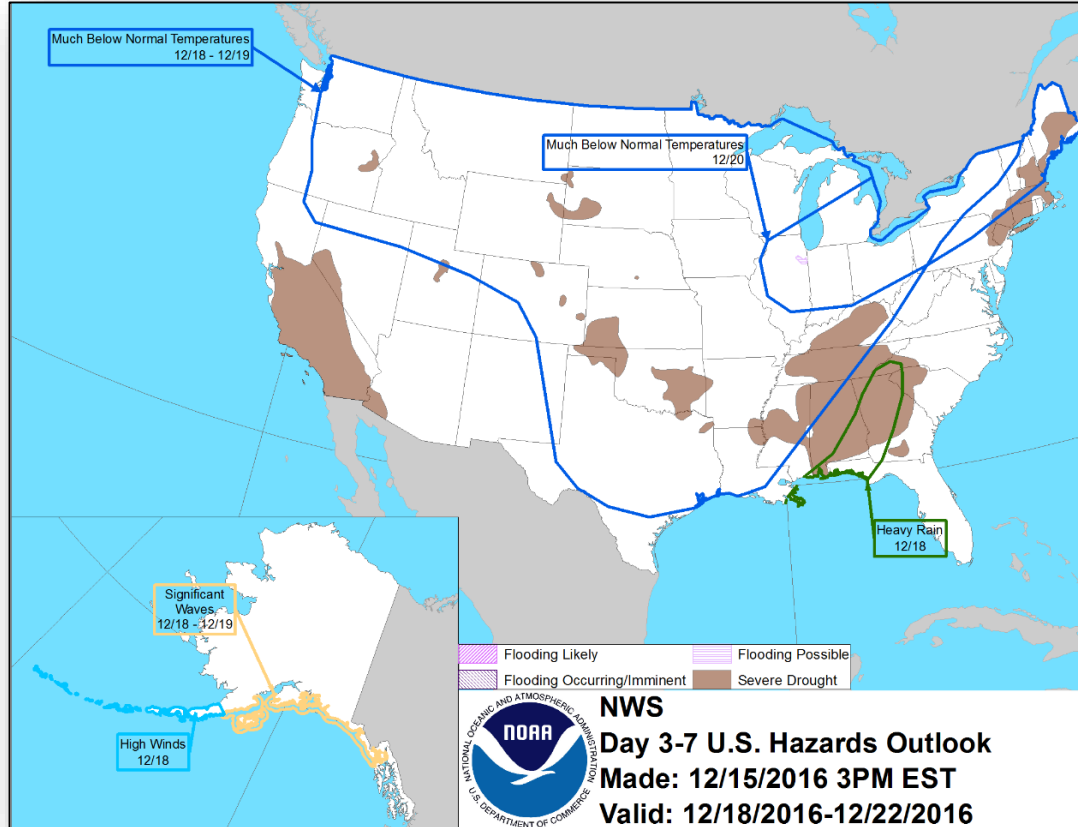 Much Below Normal Temperatures
12/18 - 12/19
Much Below Normal Temperatures
12/20
Heavy Rain
12/18
Significant
Waves
12/18 - 12/19
High Winds
12/18
Flooding Likely
Flooding Possible
Flooding Occurring/Imminent
Severe Drought
NATIONAL OCEANIC AND ATMOSPHERIC ADMINISTRATION
NOAA
U.S. DEPARTMENT OF COMMERCE
NWS
Day 3-7 U.S. Hazards Outlook
Made: 12/15/2016 3PM EST
Valid: 12/18/2016-12/22/2016